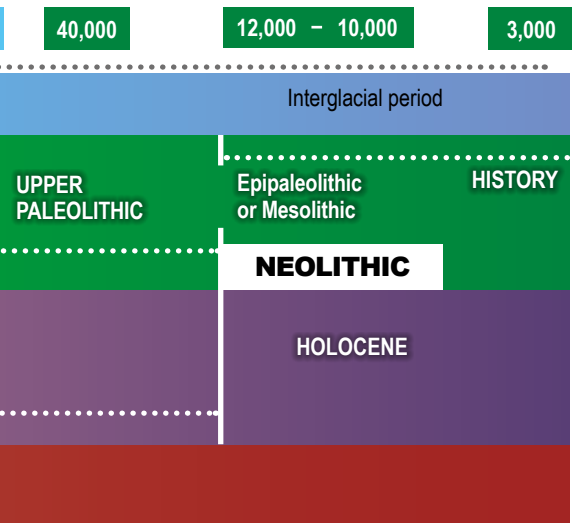 40,000
12,000 – 10,000
3,000
Interglacial period
UPPER
PALEOLITHIC
Epipaleolithic
or Mesolithic
HISTORY
NEOLITHIC
HOLOCENE